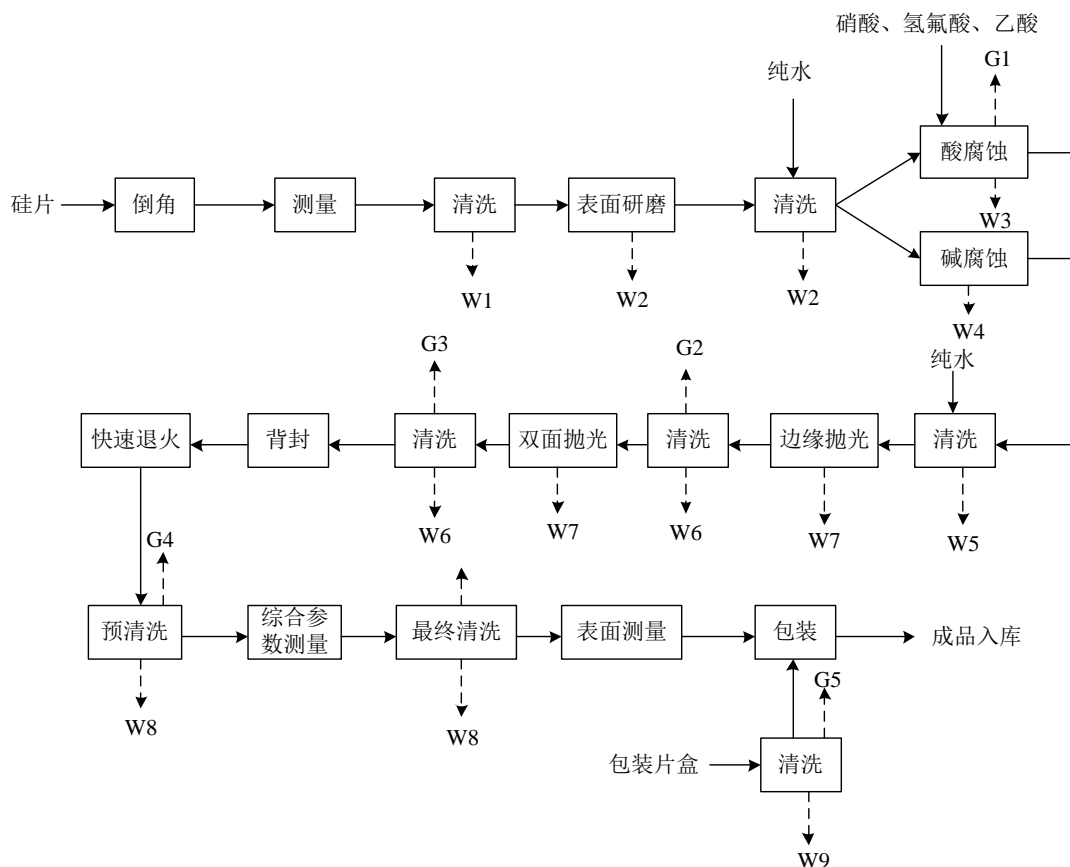 硝酸、氢氟酸、乙酸
G1
纯水
酸腐蚀
硅片
倒角
测量
清洗
表面研磨
清洗
W3
碱腐蚀
W1
W2
W2
W4
G3
G2
纯水
快速退火
背封
清洗
双面抛光
清洗
边缘抛光
清洗
W6
W7
W6
W7
W5
G4
预清洗
综合参
数测量
最终清洗
表面测量
包装
成品入库
G5
W8
W8
包装片盒
清洗
W9